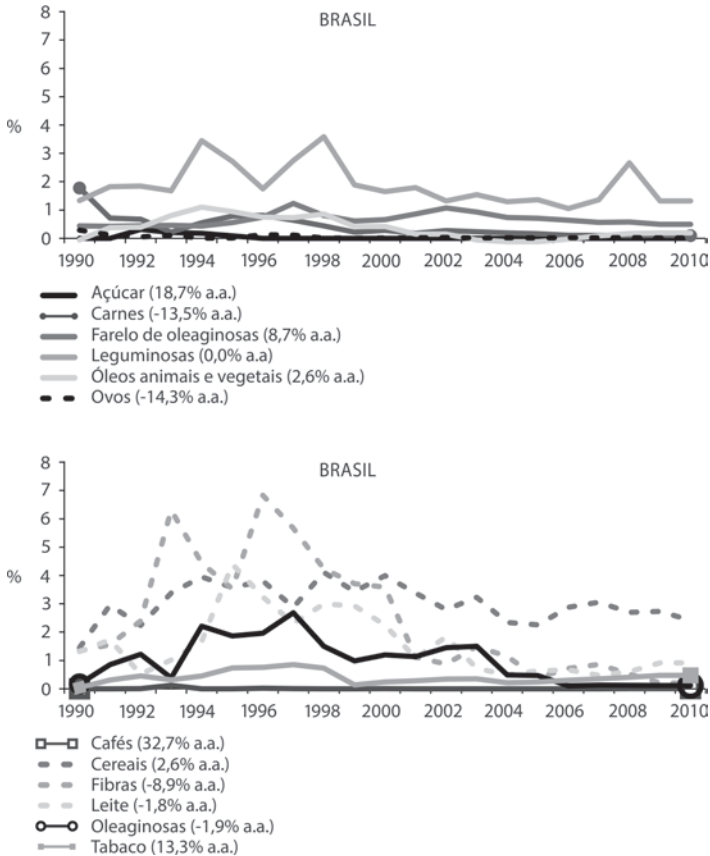 BRASIL
8
7
6
5
%
4
3
2
1
0
1990 1992 1994 1996 1998 2000 2002 2004 2006 2008 2010
Açúcar (18,7% a.a.)
Carnes (-13,5% a.a.)
Farelo de oleaginosas (8,7% a.a.)
Leguminosas (0,0% a.a)
Óleos animais e vegetais (2,6% a.a.)
Ovos (-14,3% a.a.)
BRASIL
8
7
6
5
%
4
3
2
1
0
1990 1992 1994 1996 1998 2000 2002 2004 2006 2008 2010
Cafés (32,7% a.a.)
Cereais (2,6% a.a.)
Fibras (-8,9% a.a.)
Leite (-1,8% a.a.)
Oleaginosas (-1,9% a.a.)
Tabaco (13,3% a.a.)